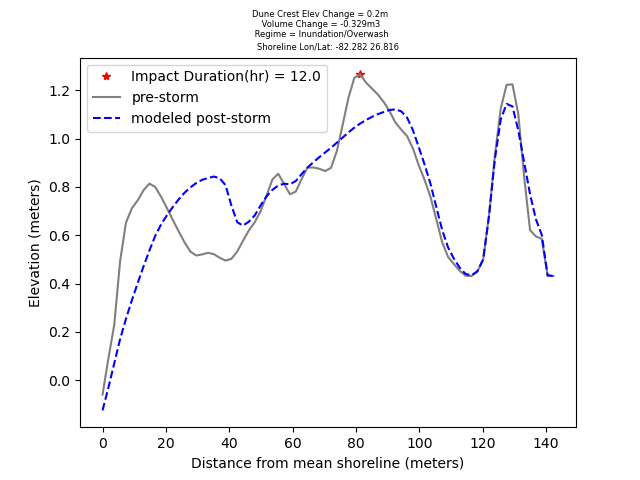 Dune Crest Elev Change = 0.2m
Volume Change = -0.329m3
Regime = Inundation/Overwash
Shoreline Lon/Lat: -82.282 26.816
Impact Duration(hr) = 12.0
pre-storm
modeled post-storm
1.2
1.0
0.8
0.6
0.4
0.2
0.0
Elevation (meters)
0 20 40 60 80 100 120 140
Distance from mean shoreline (meters)